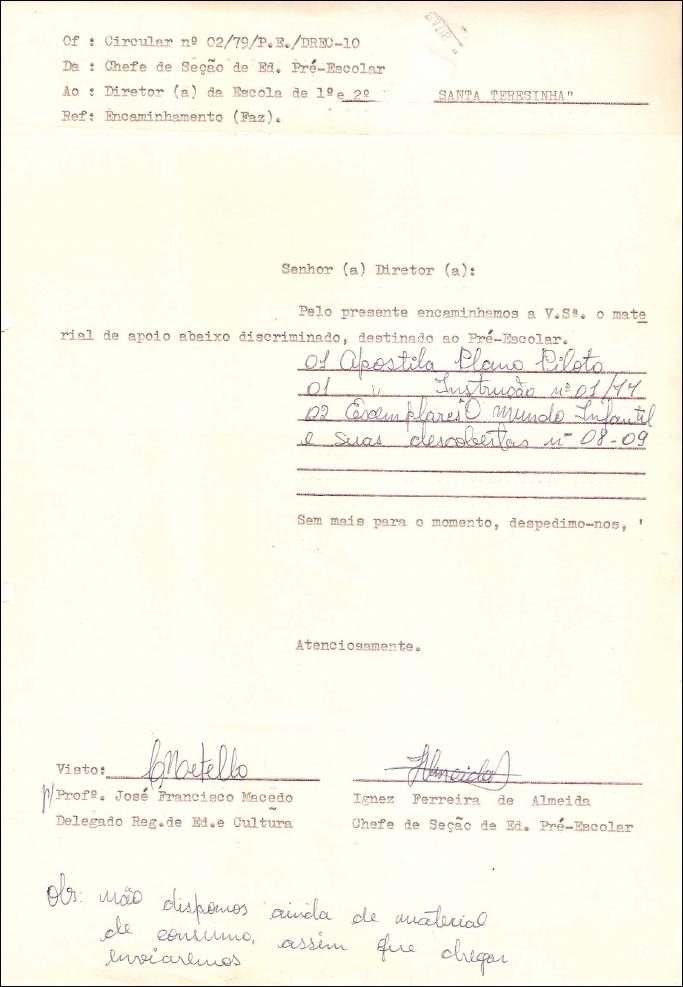 Of : Circular nº 02/79/P.E./DREC-10
Da : Chefe de Seção de Ed. Pré-Escolar
Ao : Diretor (a) da Escola de 1º e 2º SANTA TERESINHA"
Ref: Encaminhamento (Faz).
Senhor (a) Diretor (a):
Pelo presente encaminhamos a V.Sª. o mate
rial de apoio abaixo discriminado, destinado ao Pré-Escolar.
01 Apostila Plano Piloto
01 " Instrução nº 01/77
02 Exemplares O Mundo Infantil
e suas descobertas nº 08-09
Sem mais para o momento, despedimo-nos, '
Atenciosamente.
Visto:
p/ Profº. José Francisco Macedo
Ignez Ferreira de Almeida
Delegado Reg.de Ed.e Cultura
Chefe de Seção de Ed. Pré-Escolar
Obs: não dispomos ainda de material
de consumo, assim que chegar
enviaremos